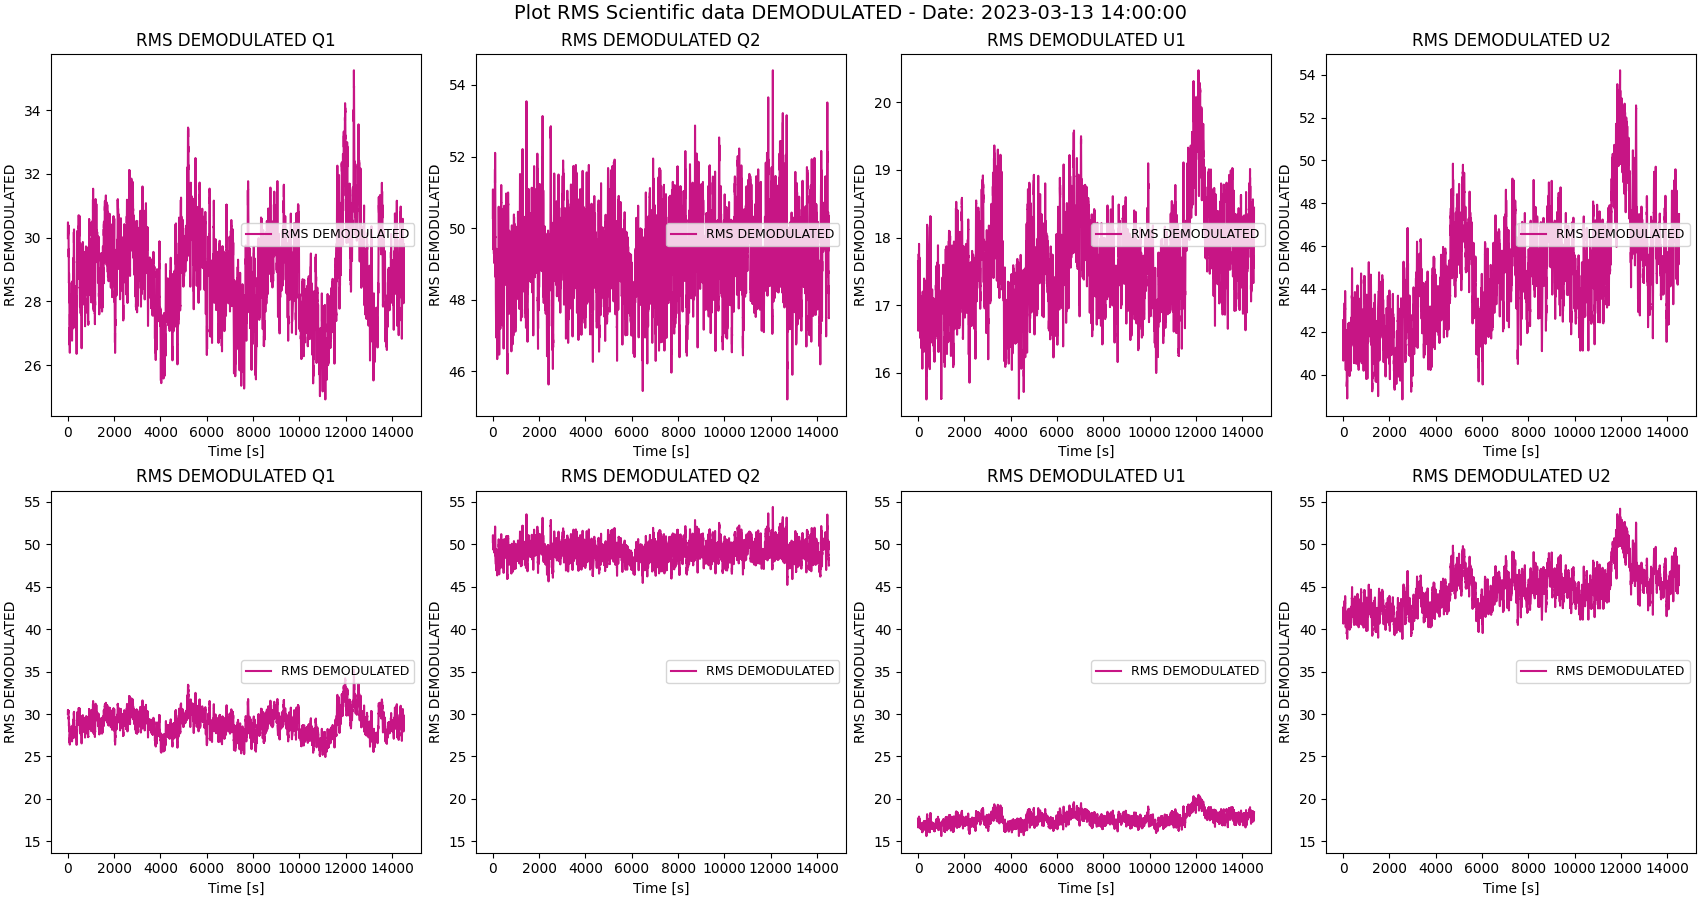 Plot RMS Scientific data DEMODULATED - Date: 2023-03-13 14:00:00
RMS DEMODULATED Q1
RMS DEMODULATED
34
32
30
28
26
RMS DEMODULATED
0 2000 4000 6000 8000 10000 12000 14000
Time [s]
RMS DEMODULATED Q2
RMS DEMODULATED
54
52
50
48
46
RMS DEMODULATED
0 2000 4000 6000 8000 10000 12000 14000
Time [s]
RMS DEMODULATED U1
RMS DEMODULATED
20
19
18
17
16
RMS DEMODULATED
0 2000 4000 6000 8000 10000 12000 14000
Time [s]
RMS DEMODULATED U2
RMS DEMODULATED
54
52
50
48
46
44
42
40
RMS DEMODULATED
0 2000 4000 6000 8000 10000 12000 14000
Time [s]
RMS DEMODULATED Q1
RMS DEMODULATED
55
50
45
40
35
30
25
20
15
RMS DEMODULATED
0 2000 4000 6000 8000 10000 12000 14000
Time [s]
RMS DEMODULATED Q2
RMS DEMODULATED
55
50
45
40
35
30
25
20
15
RMS DEMODULATED
0 2000 4000 6000 8000 10000 12000 14000
Time [s]
RMS DEMODULATED U1
RMS DEMODULATED
55
50
45
40
35
30
25
20
15
RMS DEMODULATED
0 2000 4000 6000 8000 10000 12000 14000
Time [s]
RMS DEMODULATED U2
RMS DEMODULATED
55
50
45
40
35
30
25
20
15
RMS DEMODULATED
0 2000 4000 6000 8000 10000 12000 14000
Time [s]